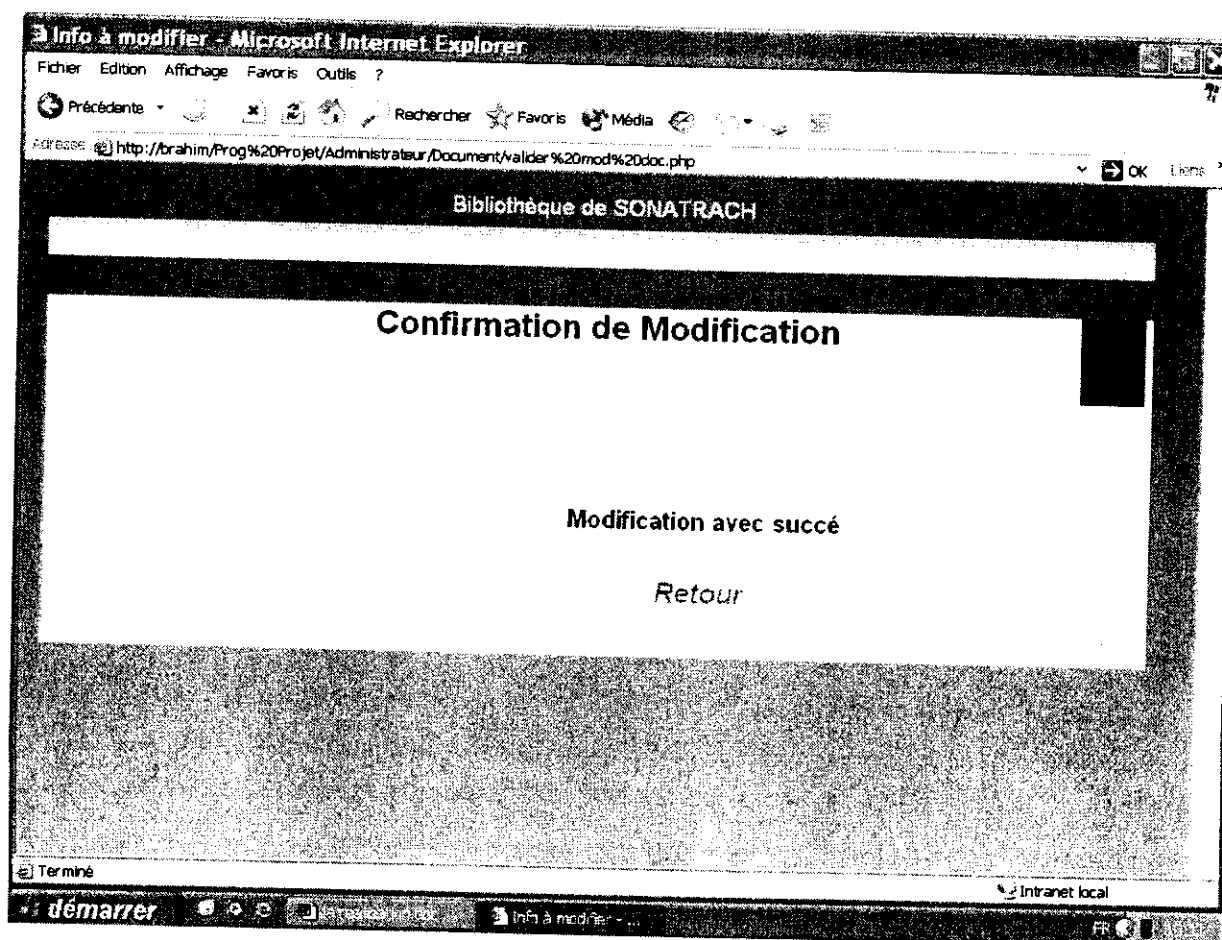 Info à modifier - Microsoft Internet Explorer
Fichier Edition Affichage Favoris Outils ?
Précédente Rechercher Favoris Média
Adresse http://brahim/Prog%20Projet/Administrateur/Document/valider%20mod%20doc.php OK Liens
Bibliothèque de SONATRACH
Confirmation de Modification
Modification avec succé
Retour
Terminé Intranet local
démarrer Info à modifier - ... FR